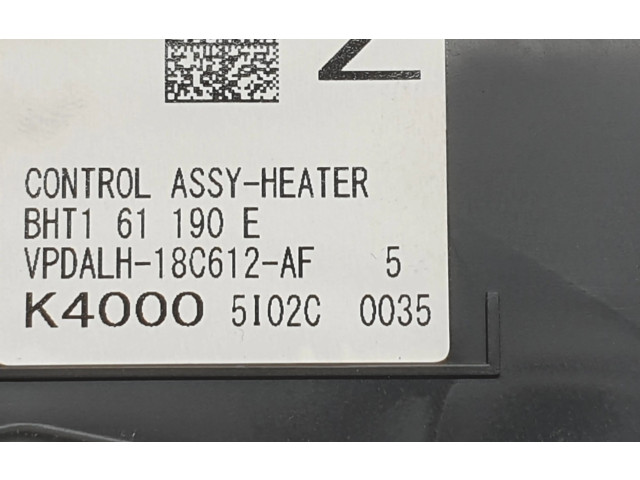 Z
CONTROL ASSY-HEATER
BHT1 61 190 E
VPDALH-18C612-AF 5
K4000 5I02C 0035